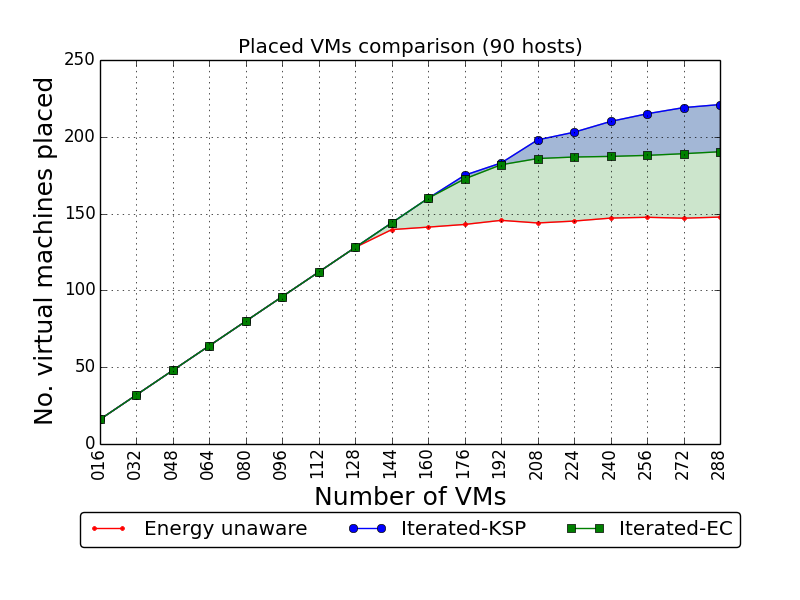 Placed VMs comparison (90 hosts)
No. virtual machines placed
250
200
150
100
50
0
016 032 048 064 080 096 112 128 144 160 176 192 208 224 240 256 272 288
Number of VMs
Energy unaware Iterated-KSP Iterated-EC